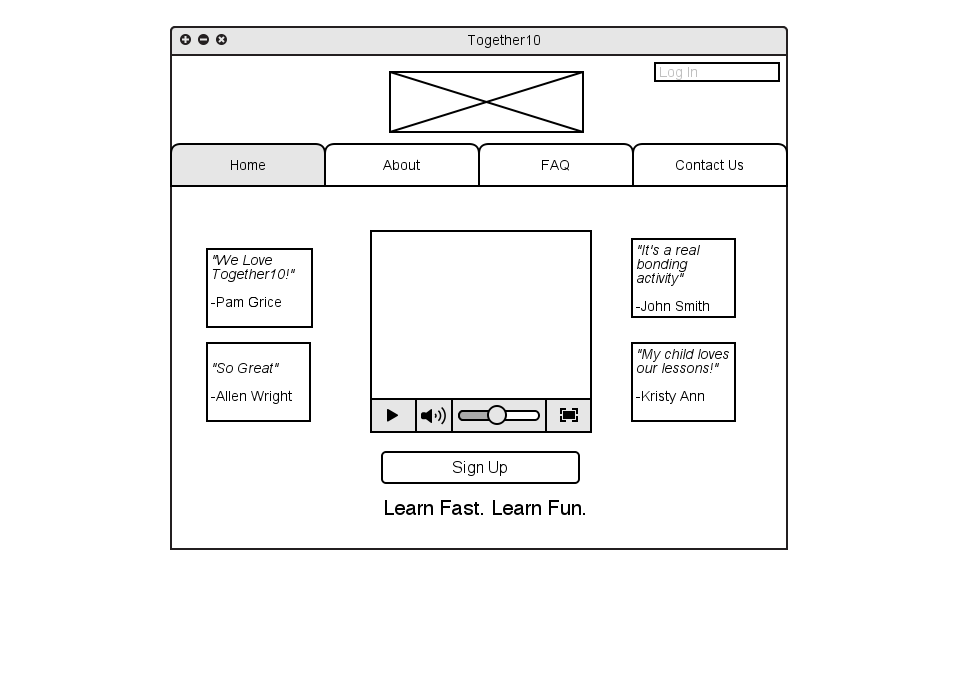 Together10
Log In
Home
About
FAQ
Contact Us
"We Love
Together10!"
-Pam Grice
"So Great"
-Allen Wright
"It's a real
bonding
activity"
-John Smith
"My child loves
our lessons!"
-Kristy Ann
Sign Up
Learn Fast. Learn Fun.